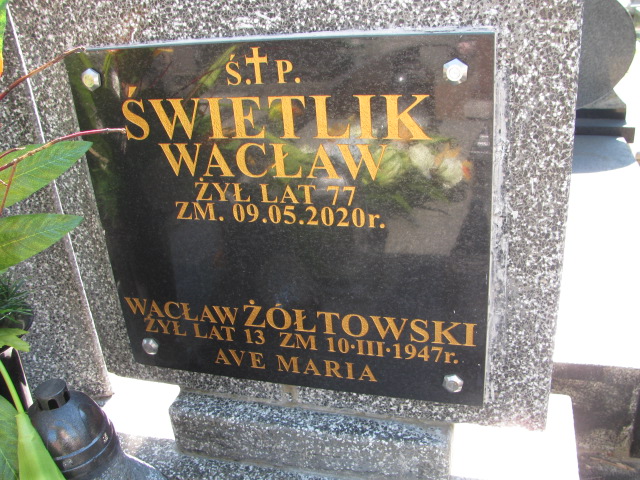 Ś.✝P.
ŚWIETLIK
WACŁAW
ŻYŁ LAT 77
ZM. 09.05.2020r.
WACŁAW ŻÓŁTOWSKI
ŻYŁ LAT 13 ZM 10·III·1947r.
AVE MARIA